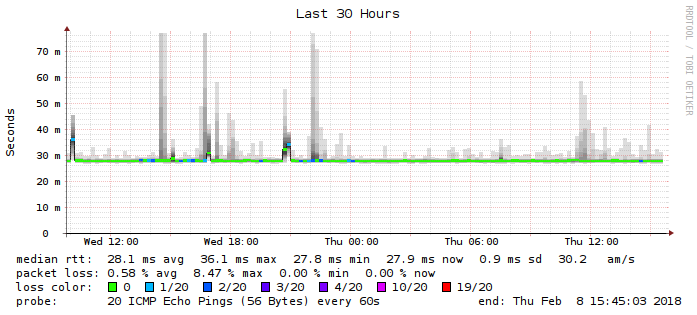 Last 30 Hours
RRDTOOL / TOBI OETIKER
Seconds
70 m
60 m
50 m
40 m
30 m
20 m
10 m
0
Wed 12:00 Wed 18:00 Thu 00:00 Thu 06:00 Thu 12:00
median rtt: 28.1 ms avg 36.1 ms max 27.8 ms min 27.9 ms now 0.9 ms sd 30.2 am/s
packet loss: 0.58 % avg 8.47 % max 0.00 % min 0.00 % now
loss color: 0 1/20 2/20 3/20 4/20 10/20 19/20
probe: 20 ICMP Echo Pings (56 Bytes) every 60s end: Thu Feb 8 15:45:03 2018